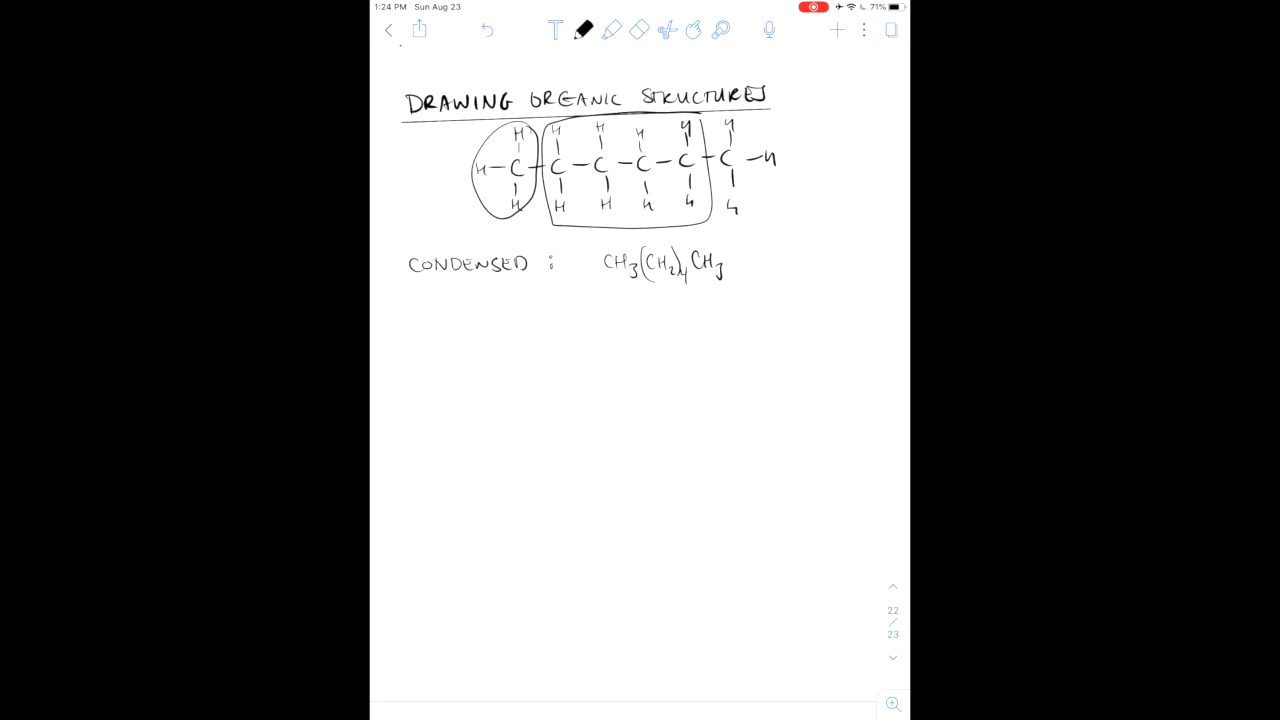 1:24 PM Sun Aug 23 71%
T
DRAWING ORGANIC STRUCTURES
H H H H H H
H—C—C—C—C—C—C—H
H H H H H H
CONDENSED : CH3(CH2)4CH3
22
/
23